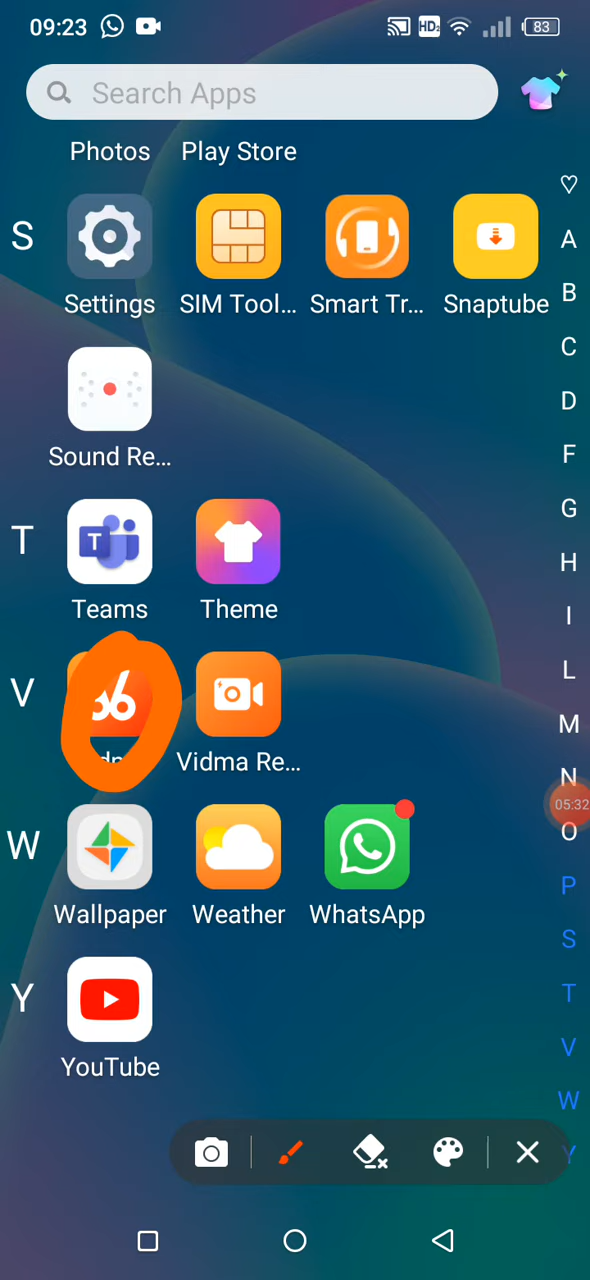 09:23 HD2 83
Search Apps
Photos Play Store
♡
S
A
B
Settings SIM Tool... Smart Tr... Snaptube
C
D
Sound Re...
F
G
T
H
Teams Theme
I
L
V
M
Vidma Re...
N
05:32
O
W
P
Wallpaper Weather WhatsApp
S
Y
T
V
YouTube
W
Y